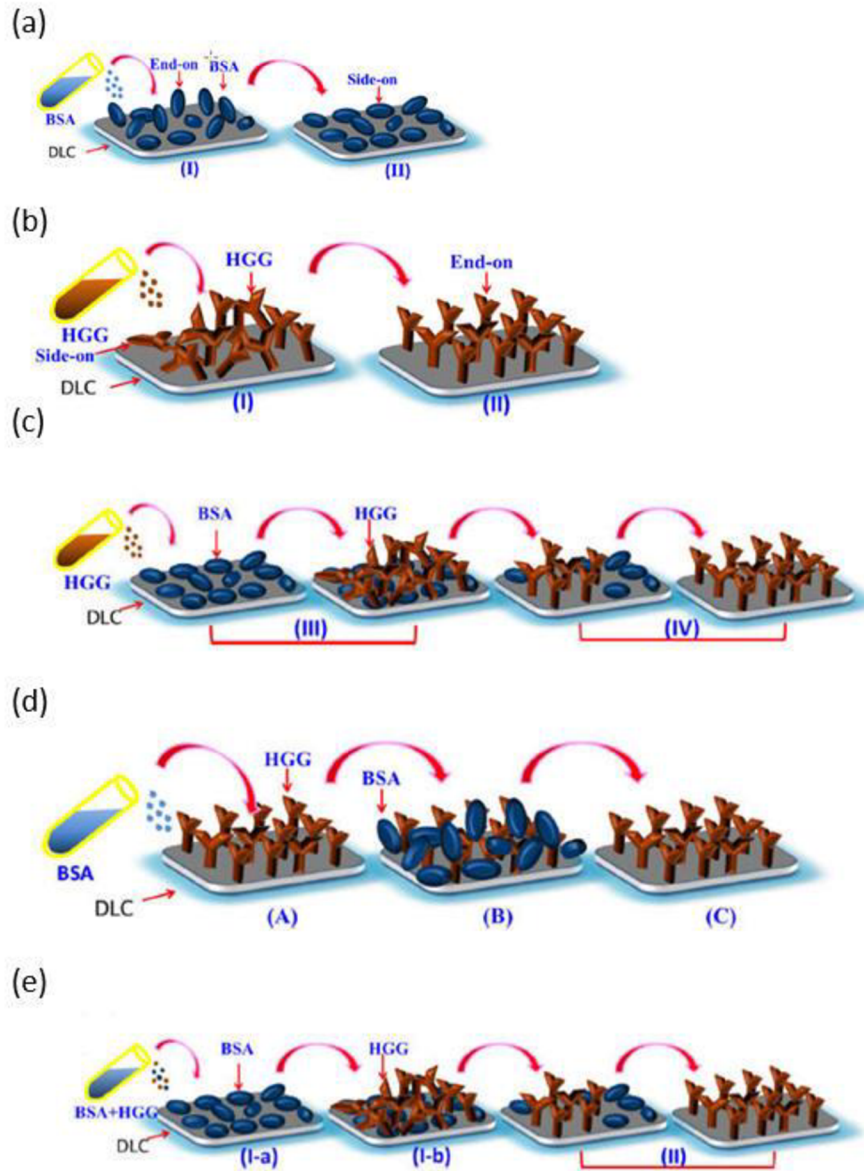 (a)
End-on
BSA
Side-on
BSA
DLC
(I)
(II)
(b)
HGG
End-on
HGG
Side-on
DLC
(I)
(II)
(c)
BSA
HGG
HGG
DLC
(III)
(IV)
(d)
HGG
BSA
BSA
DLC
(A)
(B)
(C)
(e)
BSA
HGG
BSA+HGG
DLC
(I-a)
(I-b)
(II)